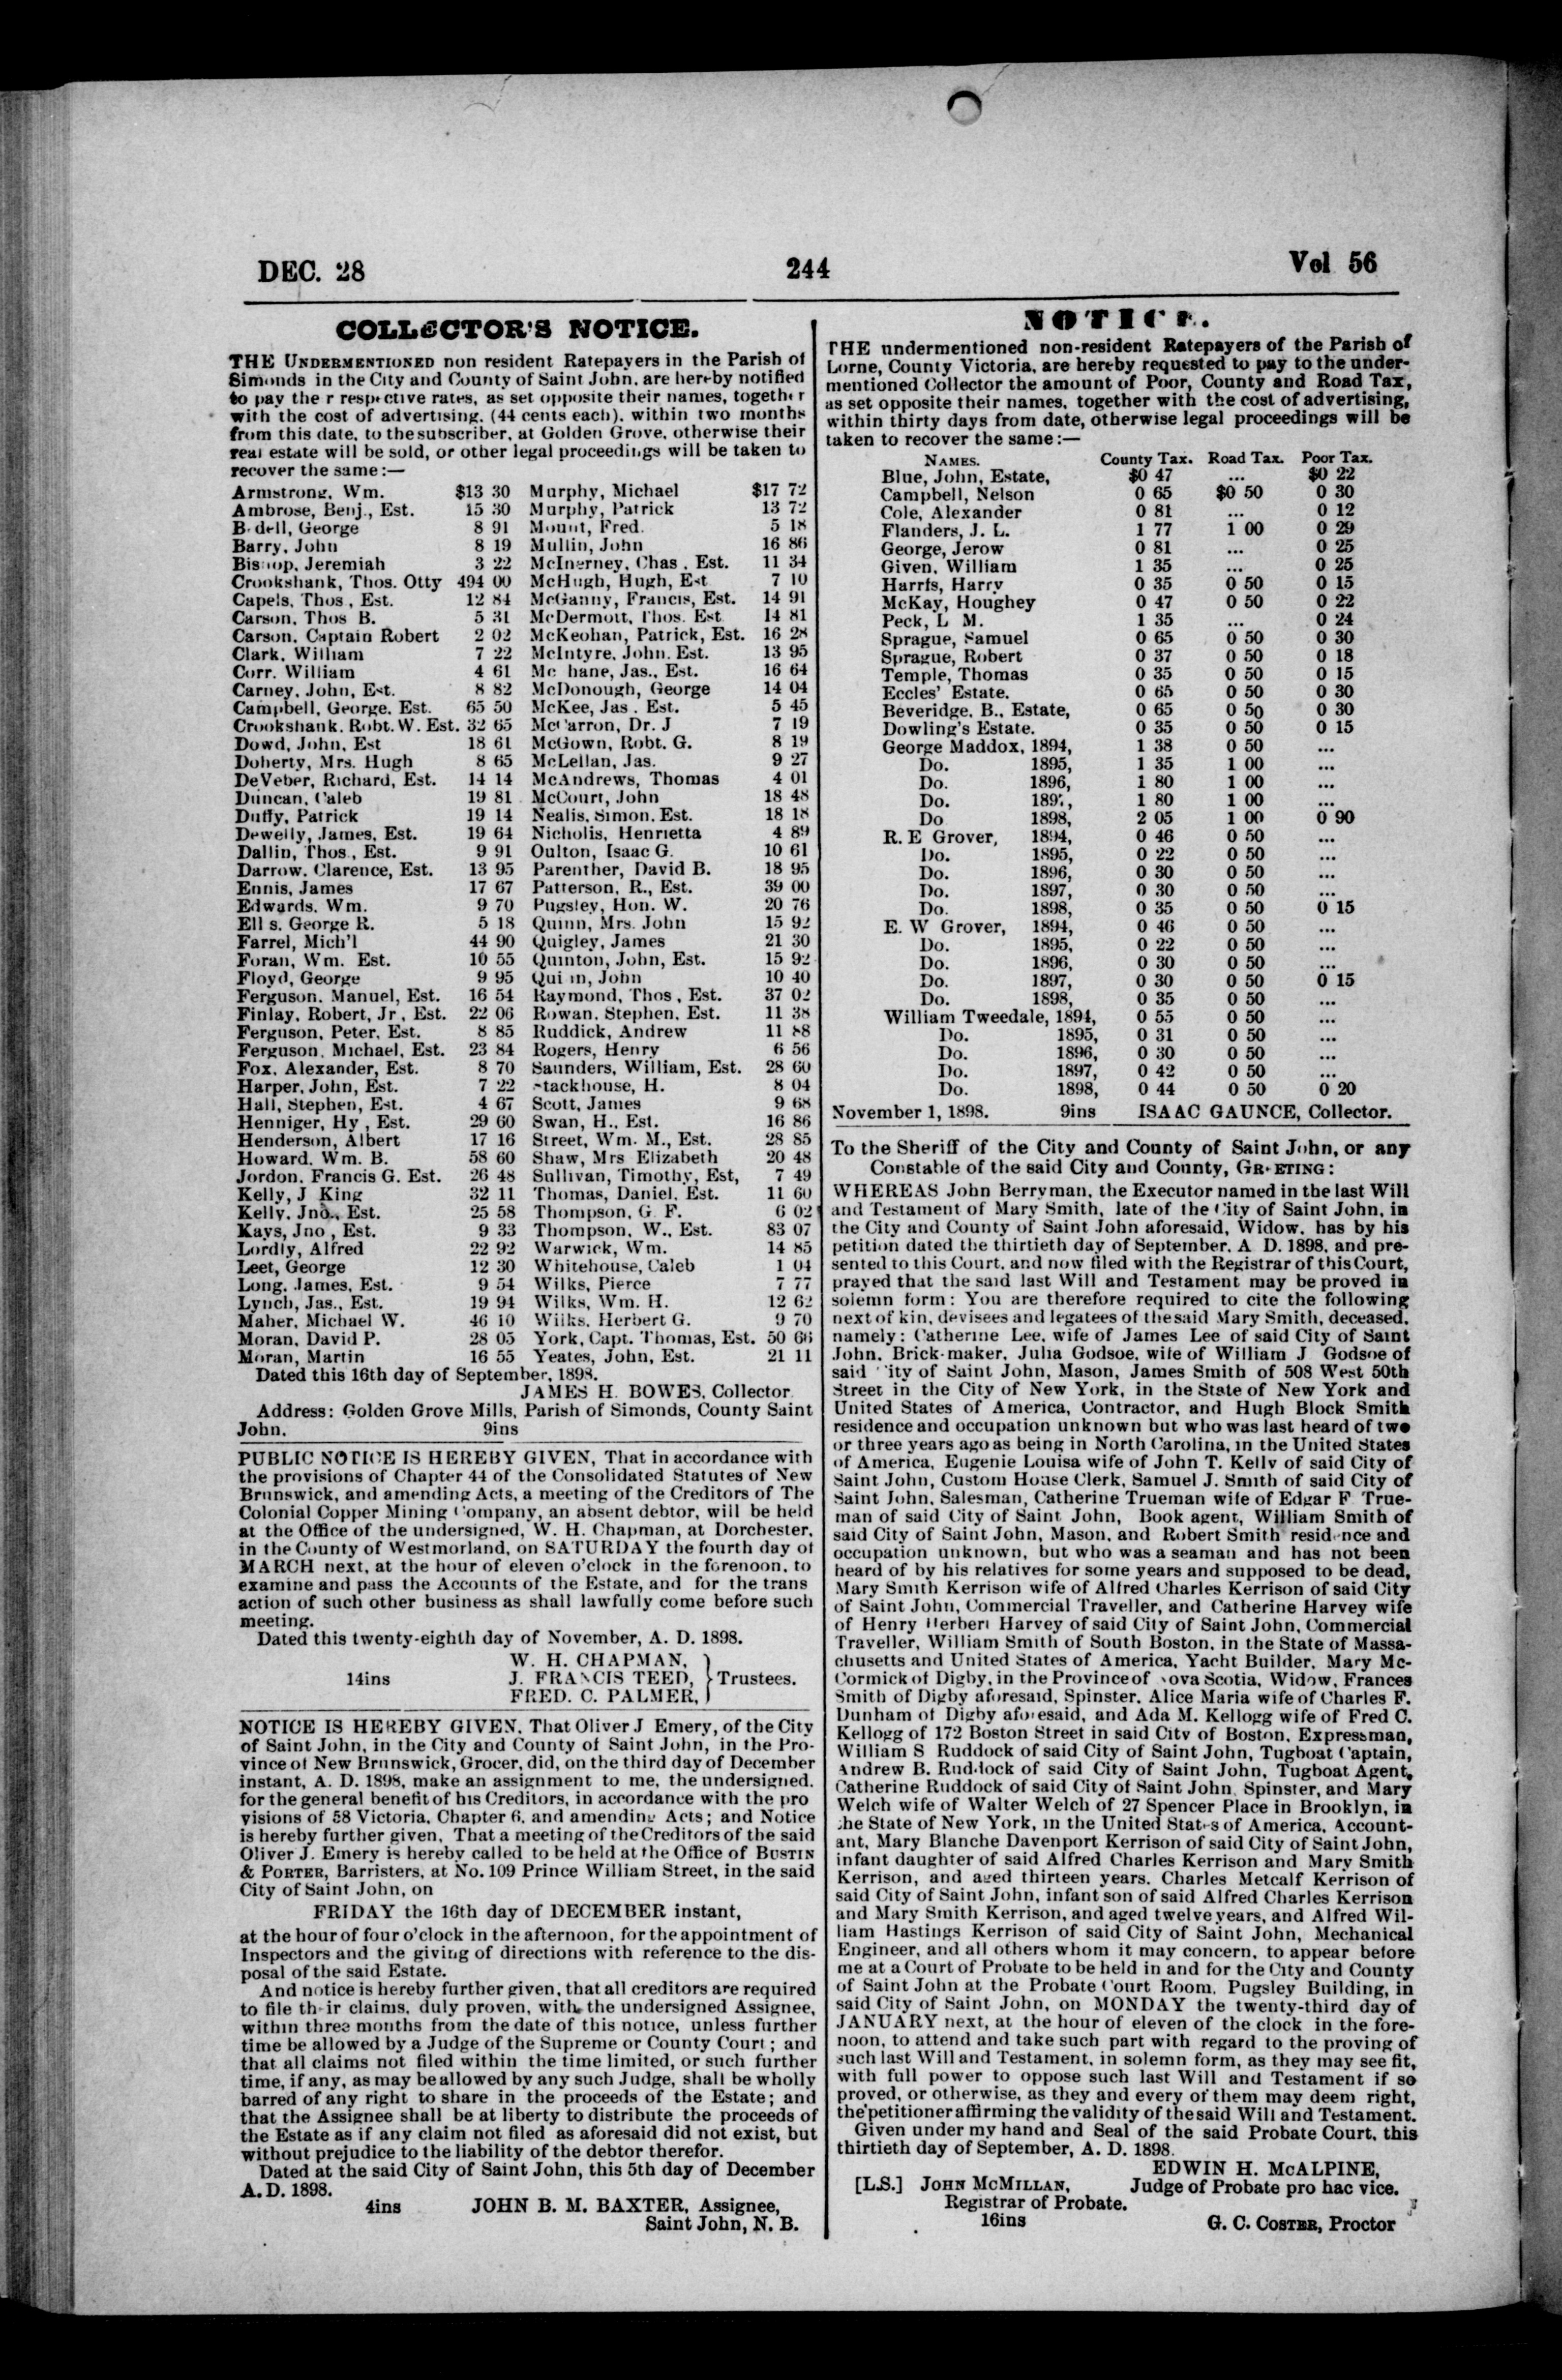 DEC. 28 244 Vol 56
COLLECTOR'S NOTICE.
THE UNDERMENTIONED non resident Ratepayers in the Parish of
Simonds in the City and County of Saint John, are hereby notified
to pay the r respective rates, as set opposite their names, together
with the cost of advertising, (44 cents each), within two months
from this date, to the subscriber, at Golden Grove, otherwise their
real estate will be sold, or other legal proceedings will be taken to
recover the same:—
Armstrong, Wm. $13 30 Murphy, Michael $17 72
Ambrose, Benj., Est. 15 30 Murphy, Patrick 13 72
B dell, George 8 91 Mount, Fred. 5 18
Barry, John 8 19 Mullin, John 16 86
Bishop, Jeremiah 3 22 McInerney, Chas, Est. 11 34
Crookshank, Thos. Otty 494 00 McHugh, Hugh, Est 7 10
Capels, Thos, Est. 12 84 McGanny, Francis, Est. 14 91
Carson, Thos B. 5 31 McDermott, Thos. Est 14 81
Carson, Captain Robert 2 02 McKeohan, Patrick, Est. 16 28
Clark, William 7 22 McIntyre, John. Est. 13 95
Corr. William 4 61 Mc hane, Jas., Est. 16 64
Carney, John, Est. 8 82 McDonough, George 14 04
Campbell, George. Est. 65 50 McKee, Jas. Est. 5 45
Crookshank. Robt. W. Est. 32 65 McCarron, Dr. J 7 19
Dowd, John, Est 18 61 McGown, Robt. G. 8 19
Doherty, Mrs. Hugh 8 65 McLellan, Jas. 9 27
DeVeber, Richard, Est. 14 14 McAndrews, Thomas 4 01
Duncan, Caleb 19 81 McCourt, John 18 48
Duffy, Patrick 19 14 Nealis, Simon, Est. 18 18
Dewelly, James, Est. 19 64 Nicholis, Henrietta 4 89
Dallin, Thos, Est. 9 91 Oulton, Isaac G. 10 61
Darrow. Clarence, Est. 13 95 Parenther, David B. 18 95
Ennis, James 17 67 Patterson, R., Est. 39 00
Edwards, Wm. 9 70 Pugsley, Hon. W. 20 76
Ell s. George R. 5 18 Quinn, Mrs. John 15 92
Farrel, Mich'l 44 90 Quigley, James 21 30
Foran, Wm. Est. 10 55 Quinton, John, Est. 15 92
Floyd, George 9 95 Qui in, John 10 40
Ferguson. Manuel, Est. 16 54 Raymond, Thos, Est. 37 02
Finlay, Robert, Jr, Est. 22 06 Rowan, Stephen, Est. 11 38
Ferguson, Peter, Est. 8 85 Ruddick, Andrew 11 88
Ferguson, Michael, Est. 23 84 Rogers, Henry 6 56
Fox. Alexander, Est. 8 70 Saunders, William, Est. 28 60
Harper, John, Est. 7 22 Stackhouse, H. 8 04
Hall, Stephen, Est. 4 67 Scott, James 9 68
Henniger, Hy, Est. 29 60 Swan, H., Est. 16 86
Henderson, Albert 17 16 Street, Wm. M., Est. 28 85
Howard. Wm. B. 58 60 Shaw, Mrs Elizabeth 20 48
Jordon. Francis G. Est. 26 48 Sullivan, Timothy, Est, 7 49
Kelly, J King 32 11 Thomas, Daniel, Est. 11 60
Kelly, Jno., Est. 25 58 Thompson, G. F. 6 02
Kays, Jno, Est. 9 33 Thompson, W., Est. 83 07
Lordly, Alfred 22 92 Warwick, Wm. 14 85
Leet, George 12 30 Whitehouse, Caleb 1 04
Long. James, Est. 9 54 Wilks, Pierce 7 77
Lynch, Jas., Est. 19 94 Wilks, Wm. H. 12 62
Maher, Michael W. 46 10 Wilks. Herbert G. 9 70
Moran, David P. 28 05 York, Capt. Thomas, Est. 50 66
Moran, Martin 16 55 Yeates, John, Est. 21 11
Dated this 16th day of September, 1898.
JAMES H. BOWES, Collector
Address: Golden Grove Mills, Parish of Simonds, County Saint
John. 9ins
PUBLIC NOTICE IS HEREBY GIVEN, That in accordance with
the provisions of Chapter 44 of the Consolidated Statutes of New
Brunswick, and amending Acts, a meeting of the Creditors of The
Colonial Copper Mining Company, an absent debtor, will be held
at the Office of the undersigned, W. H. Chapman, at Dorchester,
in the County of Westmorland, on SATURDAY the fourth day of
MARCH next, at the hour of eleven o'clock in the forenoon, to
examine and pass the Accounts of the Estate, and for the trans
action of such other business as shall lawfully come before such
meeting.
Dated this twenty-eighth day of November, A. D. 1898.
W. H. CHAPMAN,
14ins J. FRANCIS TEED, } Trustees.
FRED. C. PALMER,
NOTICE IS HEREBY GIVEN, That Oliver J Emery, of the City
of Saint John, in the City and County of Saint John, in the Pro-
vince of New Brunswick, Grocer, did, on the third day of December
instant, A. D. 1898, make an assignment to me, the undersigned,
for the general benefit of his Creditors, in accordance with the pro
visions of 58 Victoria, Chapter 6, and amending Acts; and Notice
is hereby further given, That a meeting of the Creditors of the said
Oliver J. Emery is hereby called to be held at the Office of BUSTIN
& PORTER, Barristers, at No. 109 Prince William Street, in the said
City of Saint John, on
FRIDAY the 16th day of DECEMBER instant,
at the hour of four o'clock in the afternoon, for the appointment of
Inspectors and the giving of directions with reference to the dis-
posal of the said Estate.
And notice is hereby further given, that all creditors are required
to file their claims, duly proven, with the undersigned Assignee,
within three months from the date of this notice, unless further
time be allowed by a Judge of the Supreme or County Court; and
that all claims not filed within the time limited, or such further
time, if any, as may be allowed by any such Judge, shall be wholly
barred of any right to share in the proceeds of the Estate; and
that the Assignee shall be at liberty to distribute the proceeds of
the Estate as if any claim not filed as aforesaid did not exist, but
without prejudice to the liability of the debtor therefor.
Dated at the said City of Saint John, this 5th day of December
A. D. 1898.
4ins JOHN B. M. BAXTER, Assignee,
Saint John, N. B.
NOTICE.
THE undermentioned non-resident Ratepayers of the Parish of
Lorne, County Victoria, are hereby requested to pay to the under-
mentioned Collector the amount of Poor, County and Road Tax,
as set opposite their names, together with the cost of advertising,
within thirty days from date, otherwise legal proceedings will be
taken to recover the same:—
NAMES. County Tax. Road Tax. Poor Tax.
Blue, John, Estate, $0 47 ... $0 22
Campbell, Nelson 0 65 $0 50 0 30
Cole, Alexander 0 81 ... 0 12
Flanders, J. L. 1 77 1 00 0 29
George, Jerow 0 81 ... 0 25
Given, William 1 35 ... 0 25
Harris, Harry 0 35 0 50 0 15
McKay, Houghey 0 47 0 50 0 22
Peck, L M. 1 35 ... 0 24
Sprague, Samuel 0 65 0 50 0 30
Sprague, Robert 0 37 0 50 0 18
Temple, Thomas 0 35 0 50 0 15
Eccles' Estate. 0 65 0 50 0 30
Beveridge. B., Estate, 0 65 0 50 0 30
Dowling's Estate. 0 35 0 50 0 15
George Maddox, 1894, 1 38 0 50 ...
Do. 1895, 1 35 1 00 ...
Do. 1896, 1 80 1 00 ...
Do. 189 , 1 80 1 00 ...
Do 1898, 2 05 1 00 0 90
R. E Grover, 1894, 0 46 0 50 ...
Do. 1895, 0 22 0 50 ...
Do. 1896, 0 30 0 50 ...
Do. 1897, 0 30 0 50 ...
Do. 1898, 0 35 0 50 0 15
E. W Grover, 1894, 0 46 0 50 ...
Do. 1895, 0 22 0 50 ...
Do. 1896, 0 30 0 50 ...
Do. 1897, 0 30 0 50 0 15
Do. 1898, 0 35 0 50 ...
William Tweedale, 1894, 0 55 0 50 ...
Do. 1895, 0 31 0 50 ...
Do. 1896, 0 30 0 50 ...
Do. 1897, 0 42 0 50 ...
Do. 1898, 0 44 0 50 0 20
November 1, 1898. 9ins ISAAC GAUNCE, Collector.
To the Sheriff of the City and County of Saint John, or any
Constable of the said City and County, GREETING:
WHEREAS John Berryman, the Executor named in the last Will
and Testament of Mary Smith, late of the City of Saint John, in
the City and County of Saint John aforesaid, Widow, has by his
petition dated the thirtieth day of September, A D. 1898, and pre-
sented to this Court, and now filed with the Registrar of this Court,
prayed that the said last Will and Testament may be proved in
solemn form: You are therefore required to cite the following
next of kin, devisees and legatees of the said Mary Smith, deceased,
namely: Catherine Lee, wife of James Lee of said City of Saint
John. Brick-maker, Julia Godsoe, wife of William J Godsoe of
said City of Saint John, Mason, James Smith of 508 West 50th
Street in the City of New York, in the State of New York and
United States of America, Contractor, and Hugh Block Smith
residence and occupation unknown but who was last heard of two
or three years ago as being in North Carolina, in the United States
of America, Eugenie Louisa wife of John T. Kelly of said City of
Saint John, Custom House Clerk, Samuel J. Smith of said City of
Saint John, Salesman, Catherine Trueman wife of Edgar F True-
man of said City of Saint John, Book agent, William Smith of
said City of Saint John, Mason, and Robert Smith residence and
occupation unknown, but who was a seaman and has not been
heard of by his relatives for some years and supposed to be dead,
Mary Smith Kerrison wife of Alfred Charles Kerrison of said City
of Saint John, Commercial Traveller, and Catherine Harvey wife
of Henry Herbert Harvey of said City of Saint John, Commercial
Traveller, William Smith of South Boston, in the State of Massa-
chusetts and United States of America, Yacht Builder, Mary Mc-
Cormick of Digby, in the Province of Nova Scotia, Widow, Frances
Smith of Digby aforesaid, Spinster, Alice Maria wife of Charles F.
Dunham of Digby aforesaid, and Ada M. Kellogg wife of Fred C.
Kellogg of 172 Boston Street in said City of Boston, Expressman,
William S Ruddock of said City of Saint John, Tugboat Captain,
Andrew B. Ruddock of said City of Saint John, Tugboat Agent,
Catherine Ruddock of said City of Saint John, Spinster, and Mary
Welch wife of Walter Welch of 27 Spencer Place in Brooklyn, in
the State of New York, in the United States of America, Account-
ant, Mary Blanche Davenport Kerrison of said City of Saint John,
infant daughter of said Alfred Charles Kerrison and Mary Smith
Kerrison, and aged thirteen years. Charles Metcalf Kerrison of
said City of Saint John, infant son of said Alfred Charles Kerrison
and Mary Smith Kerrison, and aged twelve years, and Alfred Wil-
liam Hastings Kerrison of said City of Saint John, Mechanical
Engineer, and all others whom it may concern, to appear before
me at a Court of Probate to be held in and for the City and County
of Saint John at the Probate Court Room, Pugsley Building, in
said City of Saint John, on MONDAY the twenty-third day of
JANUARY next, at the hour of eleven of the clock in the fore-
noon, to attend and take such part with regard to the proving of
such last Will and Testament, in solemn form, as they may see fit,
with full power to oppose such last Will and Testament if so
proved, or otherwise, as they and every of them may deem right,
the petitioner affirming the validity of the said Will and Testament.
Given under my hand and Seal of the said Probate Court, this
thirtieth day of September, A. D. 1898.
EDWIN H. McALPINE,
[L.S.] JOHN McMILLAN, Judge of Probate pro hac vice.
Registrar of Probate.
16ins G. C. COSTER, Proctor